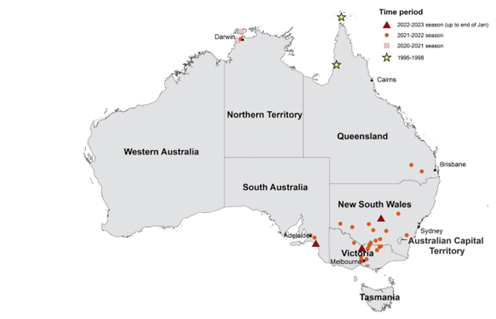 Time period
2022-2023 season (up to end of Jan)
2021-2022 season
2020-2021 season
1995-1998
Darwin
Cairns
Northern Territory
Queensland
Western Australia
Brisbane
South Australia
New South Wales
Adelaide
Sydney
Australian Capital
Territory
Victoria
Melbourne
Tasmania